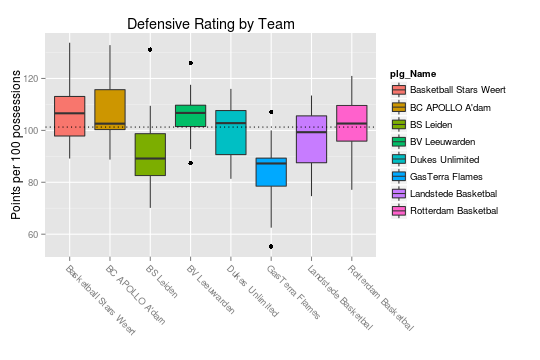 Defensive Rating by Team
Points per 100 possessions
120
100
80
60
Basketball Stars Weert
BC APOLLO A'dam
BS Leiden
BV Leeuwarden
Dukes Unlimited
GasTerra Flames
Landstede Basketbal
Rotterdam Basketbal
plg_Name
Basketball Stars Weert
BC APOLLO A'dam
BS Leiden
BV Leeuwarden
Dukes Unlimited
GasTerra Flames
Landstede Basketbal
Rotterdam Basketbal